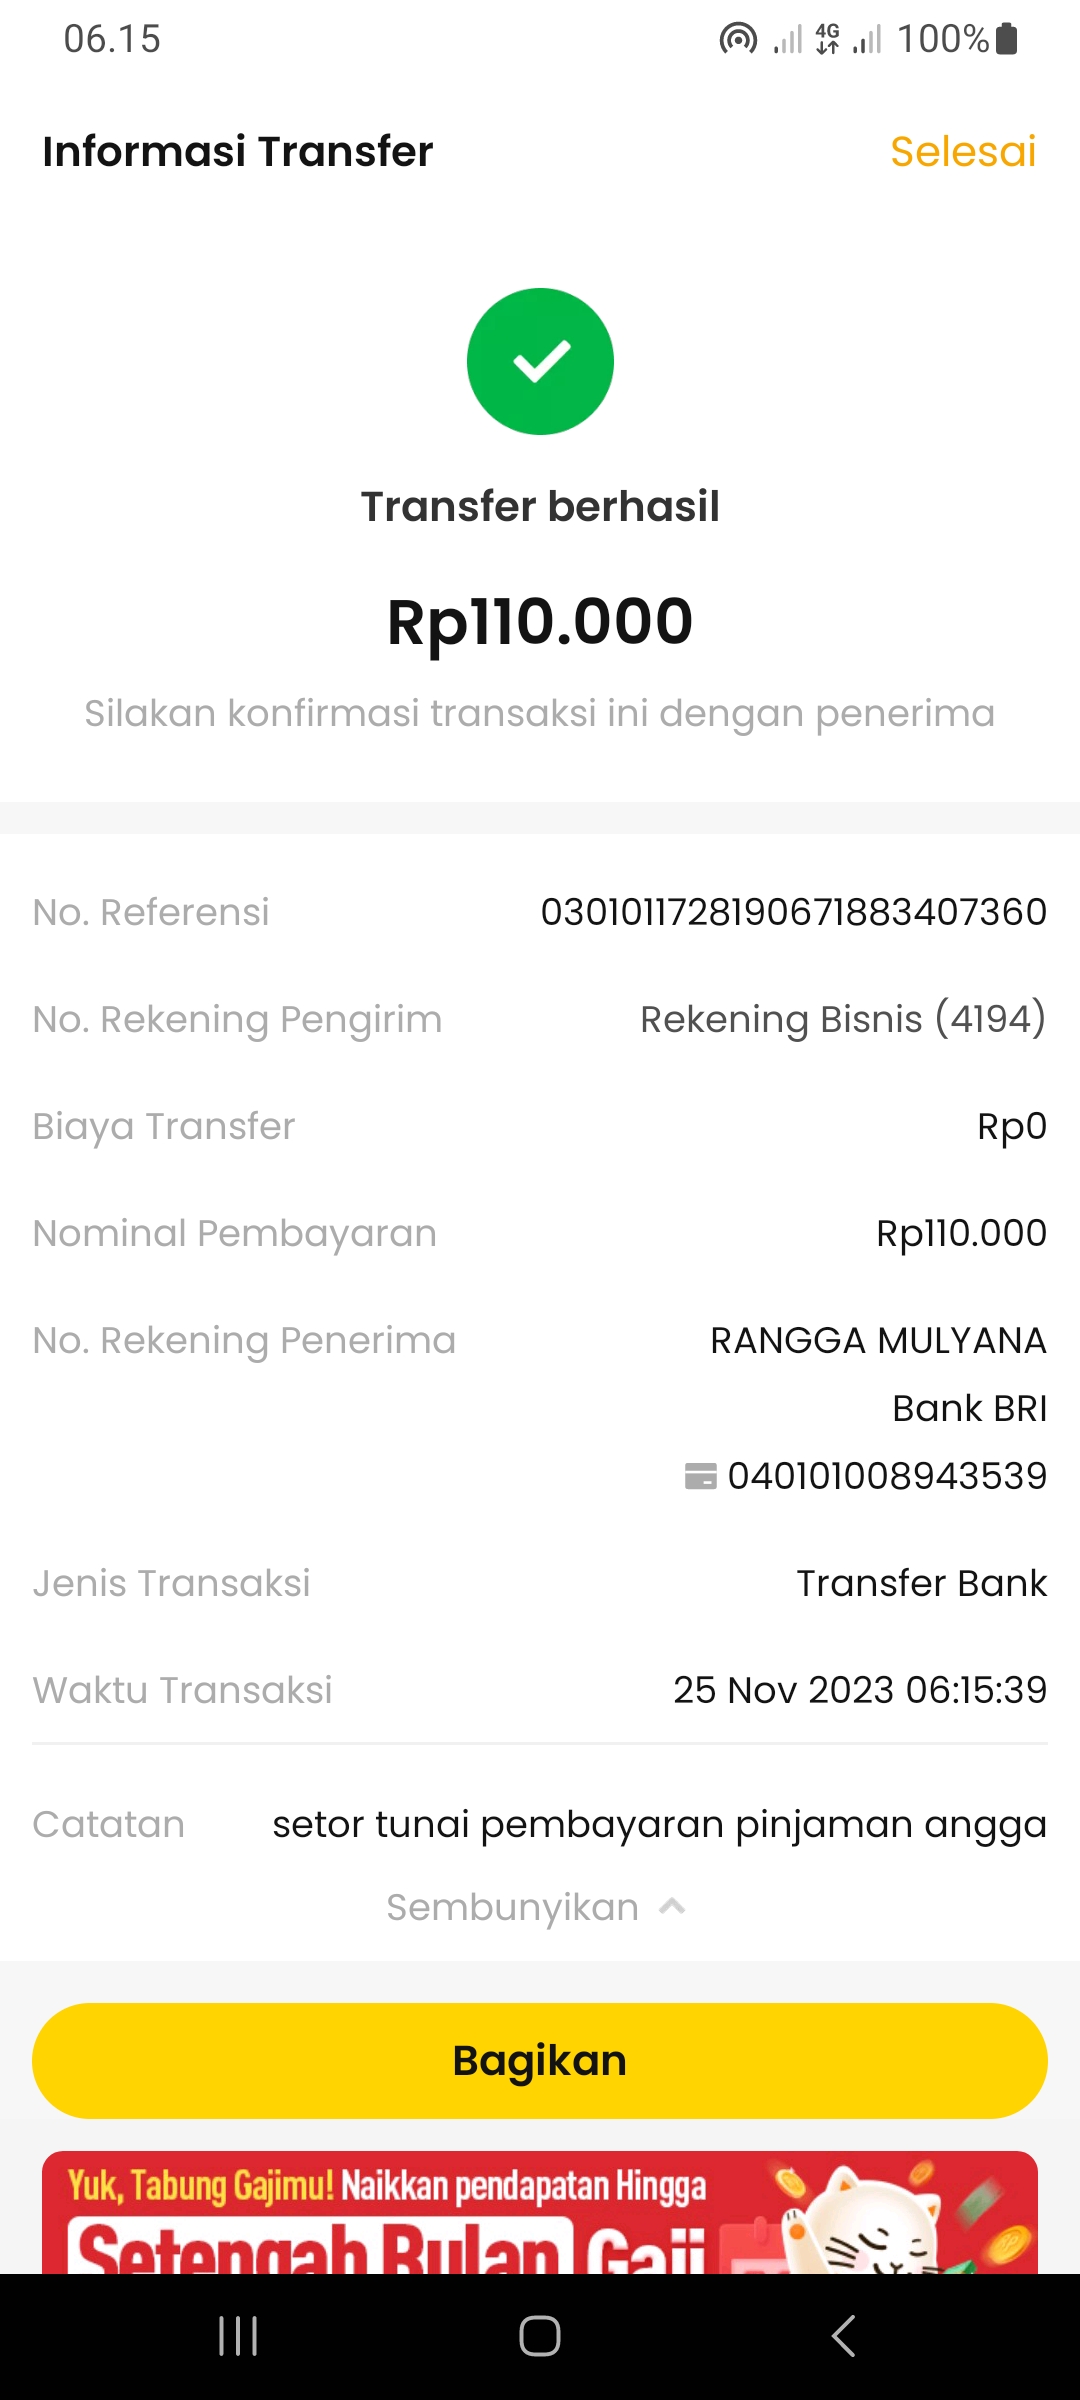 06.15
4G
100%
Informasi Transfer
Selesai
Transfer berhasil
Rp110.000
Silakan konfirmasi transaksi ini dengan penerima
No. Referensi 0301011728190671883407360
No. Rekening Pengirim Rekening Bisnis (4194)
Biaya Transfer Rp0
Nominal Pembayaran Rp110.000
No. Rekening Penerima RANGGA MULYANA
Bank BRI
040101008943539
Jenis Transaksi Transfer Bank
Waktu Transaksi 25 Nov 2023 06:15:39
Catatan setor tunai pembayaran pinjaman angga
Sembunyikan
Bagikan
Yuk, Tabung Gajimu! Naikkan pendapatan Hingga
Setengah Bulan Gaji